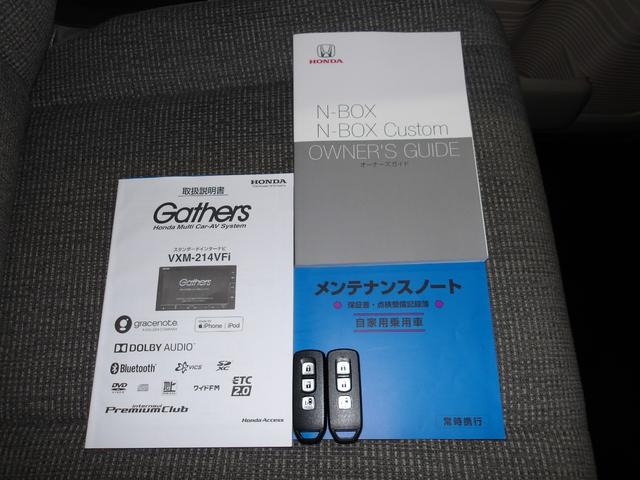 HONDA
N-BOX
N-BOX Custom
OWNER'S GUIDE
オーナーズガイド
取扱説明書
HONDA
Gathers
Honda Multi Car-AV System
スタンダードインターナビ
VXM-214VFi
Gathers
gracenote.
iPhone | iPod
DOLBY AUDIO
Bluetooth
VICS
SD XC
DVD
ワイドFM
ETC 2.0
internavi
PremiumClub
Honda Access
メンテナンスノート
保証書・点検整備記録簿
自家用乗用車
常時携行